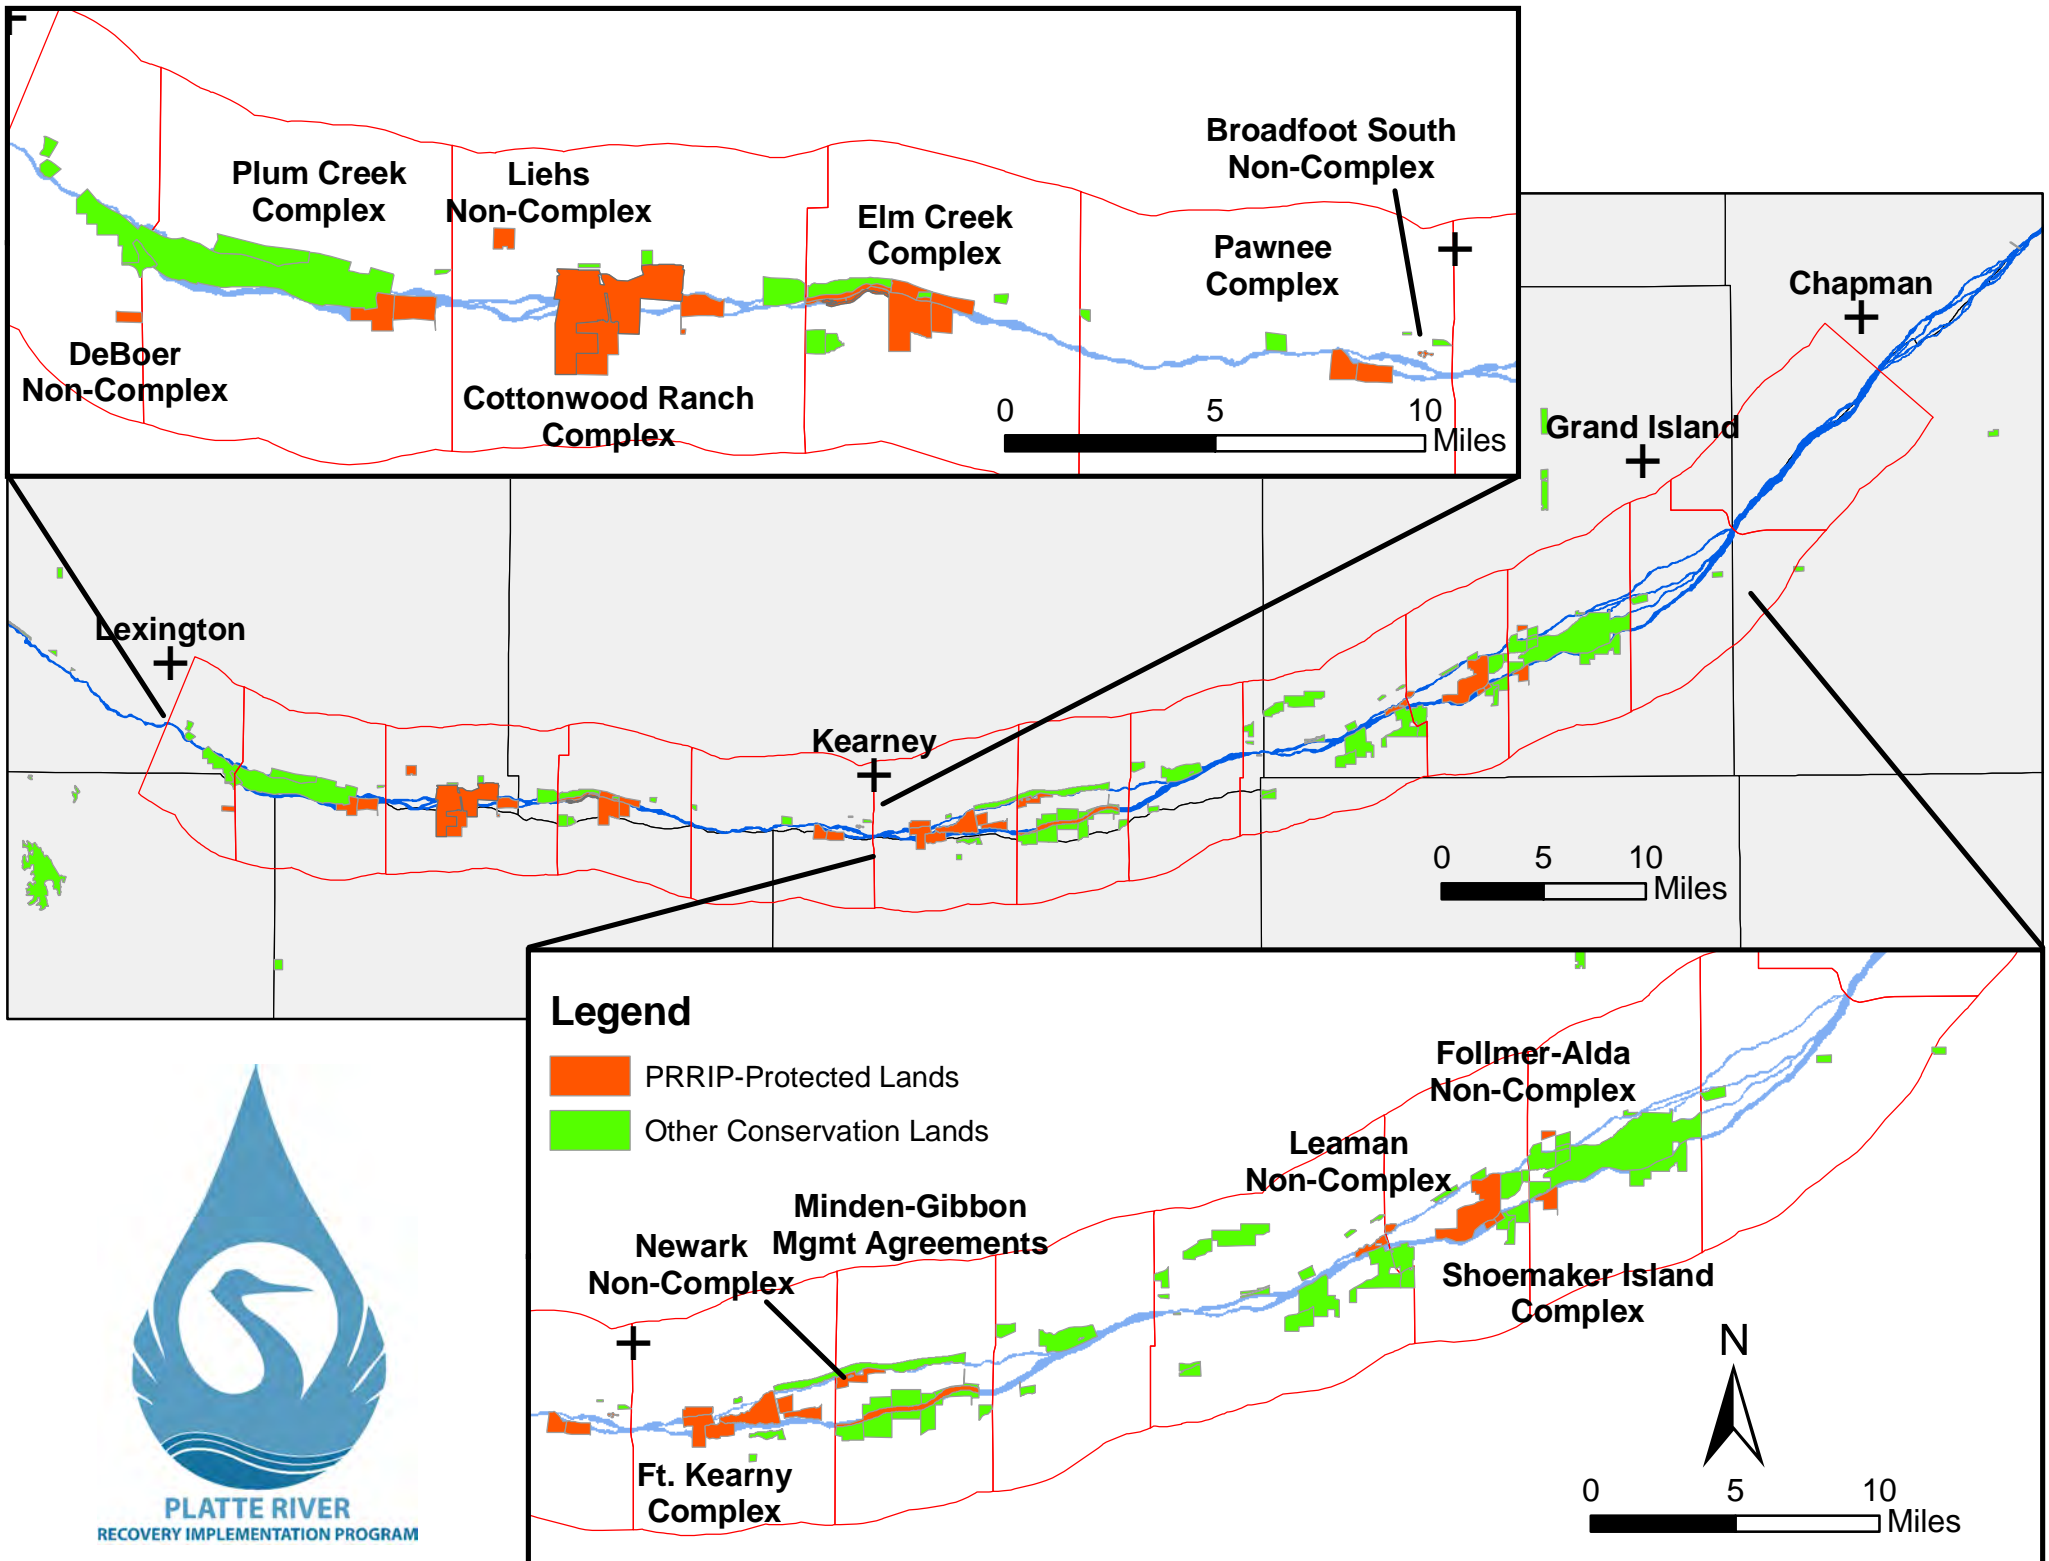 Broadfoot South
Non-Complex
Plum Creek
Complex
Liehs
Non-Complex
Elm Creek
Complex
Pawnee
Complex
DeBoer
Non-Complex
Cottonwood Ranch
Complex
0 5 10
Miles
Chapman
Grand Island
Lexington
Kearney
0 5 10
Miles
Legend
PRRIP-Protected Lands
Other Conservation Lands
Follmer-Alda
Non-Complex
Leaman
Non-Complex
Minden-Gibbon
Mgmt Agreements
Newark
Non-Complex
Shoemaker Island
Complex
Ft. Kearny
Complex
N
0 5 10
Miles
PLATTE RIVER
RECOVERY IMPLEMENTATION PROGRAM